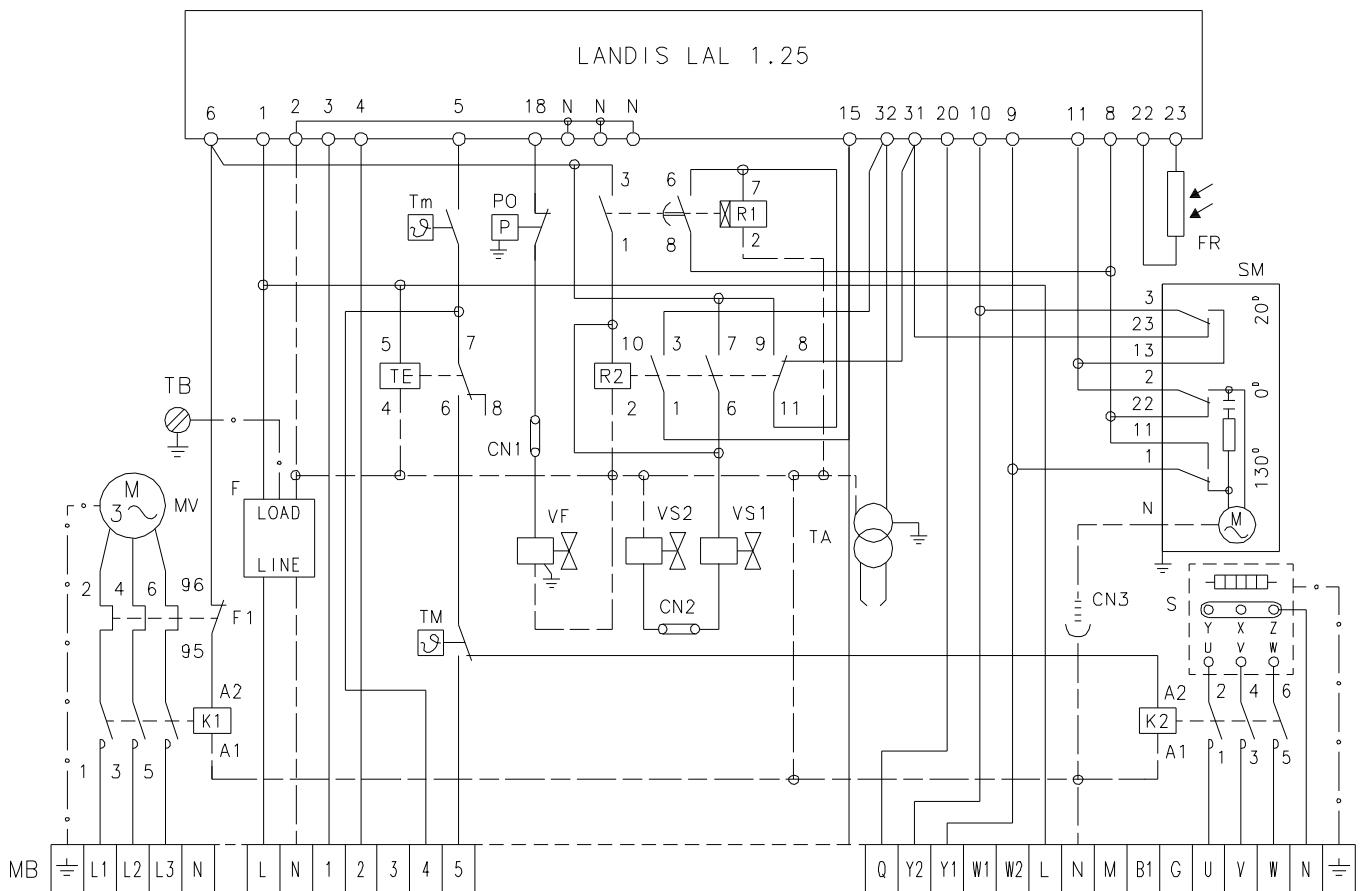 LANDIS LAL 1.25
6 1 2 3 4 5 18 N N N 15 32 31 20 10 9 11 8 22 23
3 6 7
Tm PO
P R1
1 8 2
FR
SM
3 20°
23
13
5 7 10 3 7 9 8
TE R2
2 0°
TB
4 6 8 2 1 6 11
22
CN1
11
130°
1
M
3 MV
F LOAD
VF VS2 VS1
TA
N M
LINE
2 4 6 96
F1
CN2
CN3
S
Y X Z
TM
95
U V W
A2 A2 2 4 6
K1 K2
A1 A1
1 3 5 1 3 5
MB L1 L2 L3 N L N 1 2 3 4 5 Q Y2 Y1 W1 W2 L N M B1 G U V W N